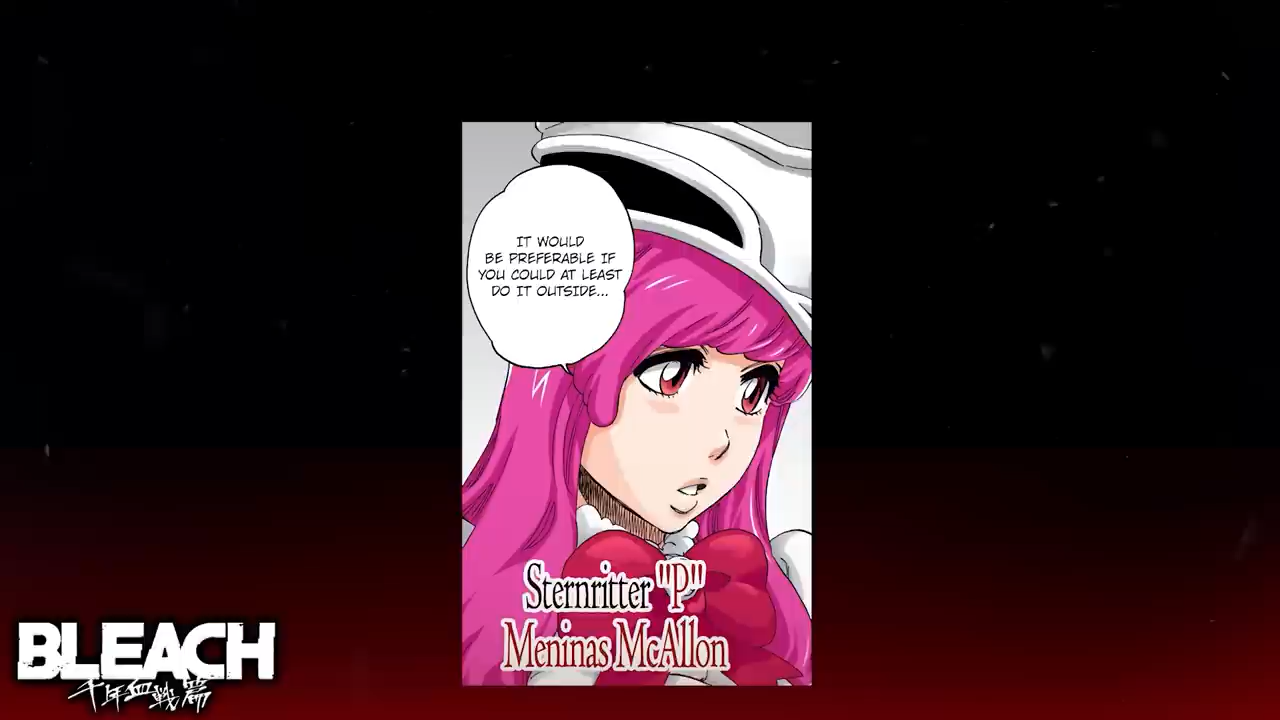 IT WOULD
BE PREFERABLE IF
YOU COULD AT LEAST
DO IT OUTSIDE...
Sternritter "P"
Meninas McAllon
BLEACH
千年血戦篇